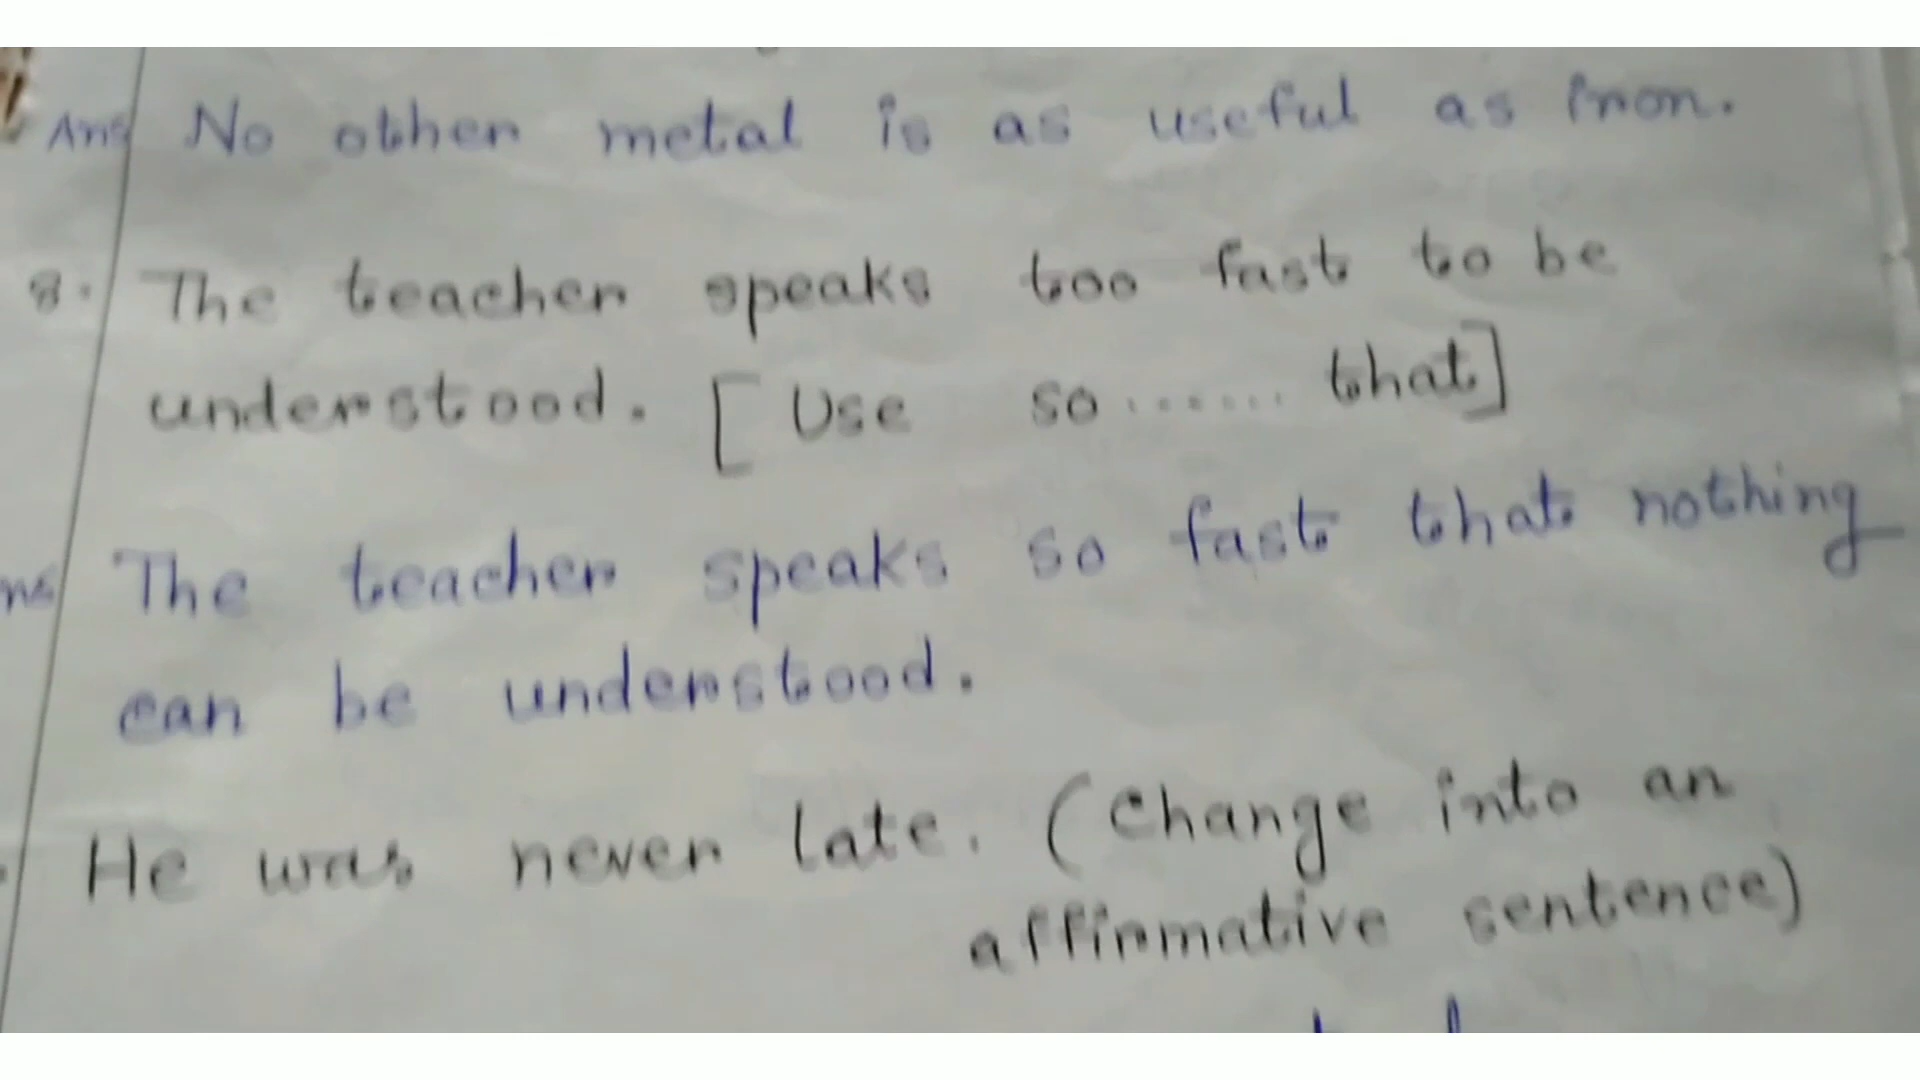 Ans No other metal is as useful as iron.
8. The teacher speaks too fast to be
understood. [Use so ....... that]
ns The teacher speaks so fast that nothing
can be understood.
He was never late. (Change into an
affirmative sentence)